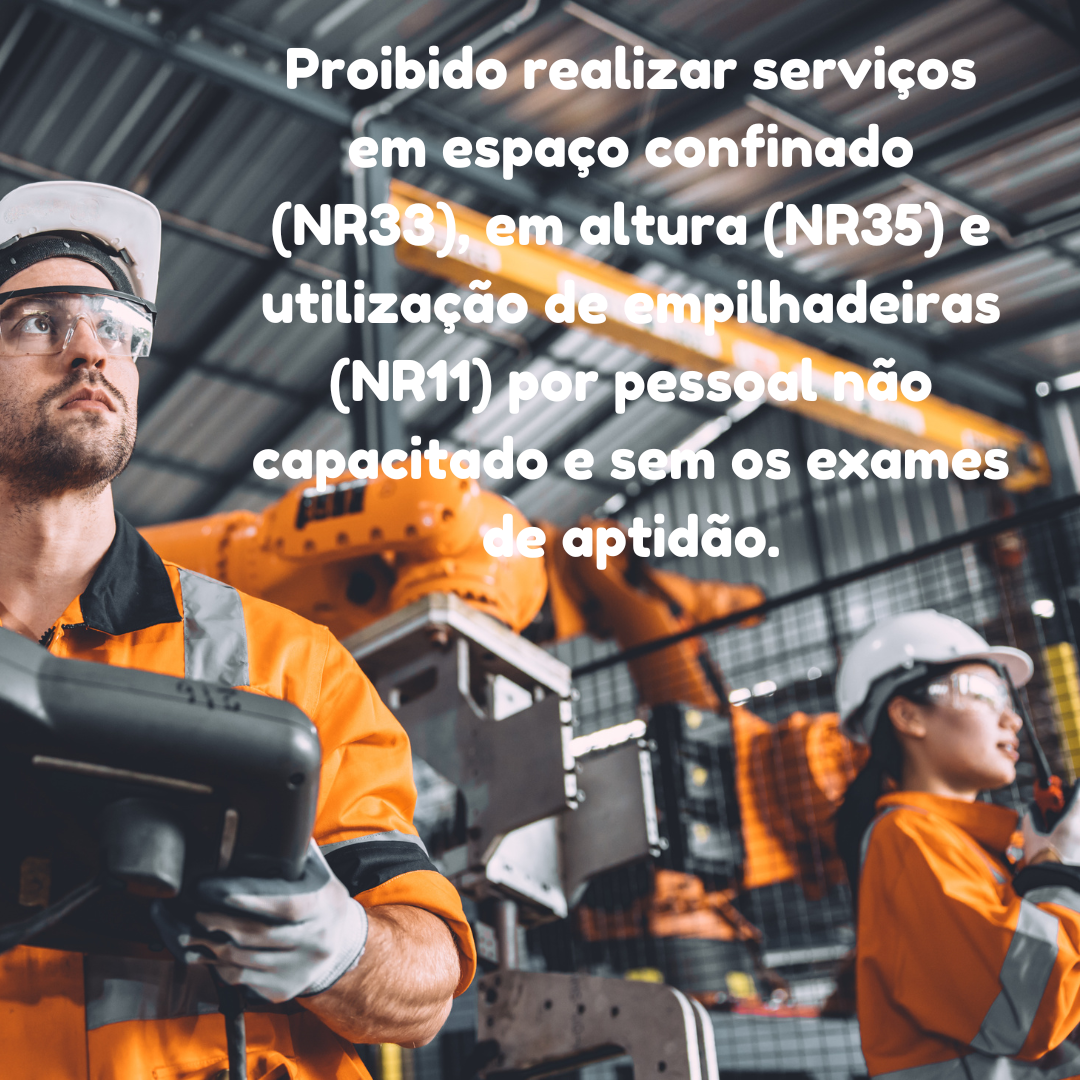 Proibido realizar serviços
em espaço confinado
(NR33), em altura (NR35) e
utilização de empilhadeiras
(NR11) por pessoal não
capacitado e sem os exames
de aptidão.